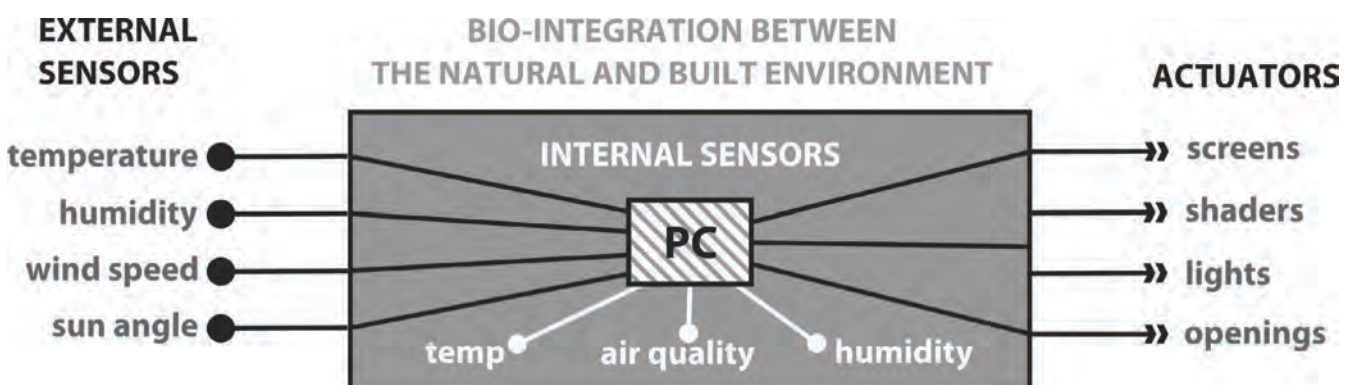 EXTERNAL
SENSORS
BIO-INTEGRATION BETWEEN
THE NATURAL AND BUILT ENVIRONMENT
ACTUATORS
INTERNAL SENSORS
temperature
humidity
wind speed
sun angle
PC
temp
air quality
humidity
screens
shaders
lights
openings